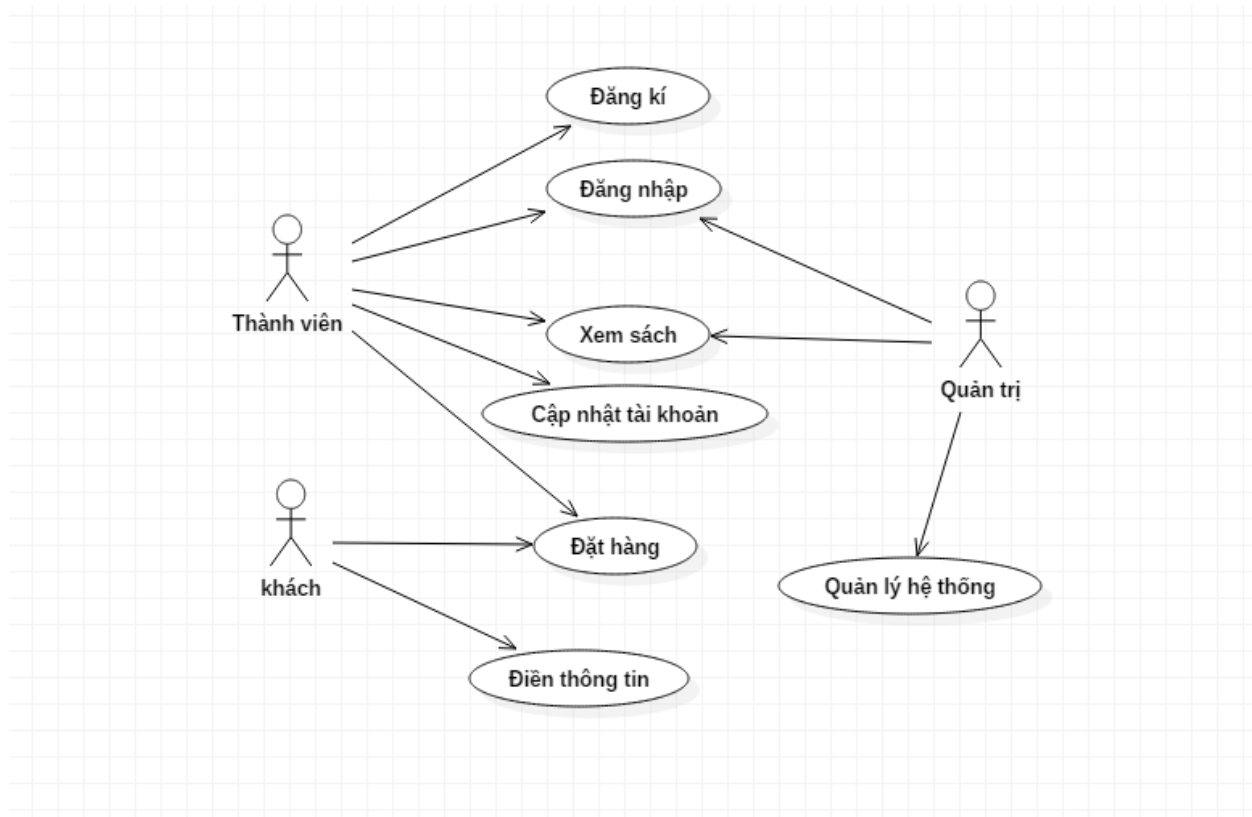 Đăng kí
Đăng nhập
Thành viên
Xem sách
Quản trị
Cập nhật tài khoản
Đặt hàng
khách
Quản lý hệ thống
Điền thông tin